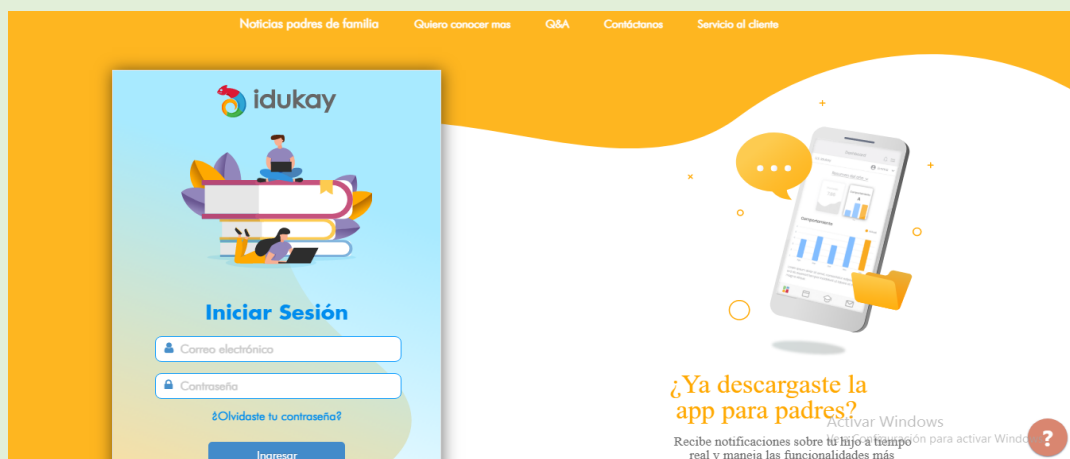 Noticias padres de familia Quiero conocer mas Q&A Contáctanos Servicio al cliente
idukay
Iniciar Sesión
Correo electrónico
Contraseña
¿Olvidaste tu contraseña?
Ingresar
Comportamiento
¿Ya descargaste la
app para padres?
Activar Windows
Recibe notificaciones sobre tu hijo a tiempo
real y maneja las funcionalidades más
para activar
?